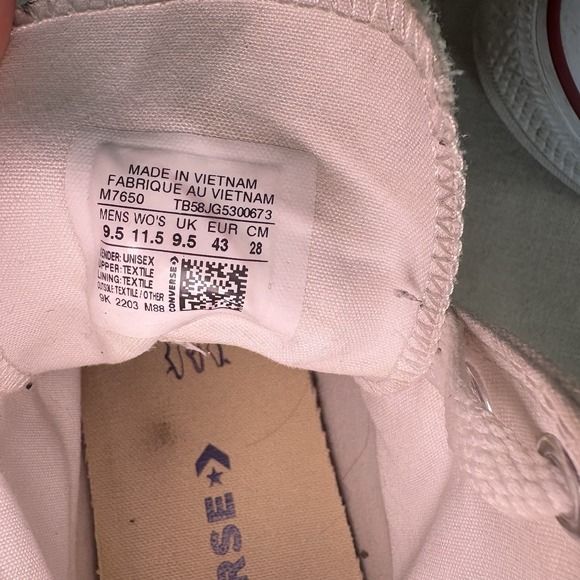 MADE IN VIETNAM
FABRIQUE AU VIETNAM
M7650 TB58JG5300673
MENS WO'S UK EUR CM
9.5 11.5 9.5 43 28
GENDER: UNISEX
UPPER: TEXTILE
LINING: TEXTILE
OUTSOLE: TEXTILE / OTHER
9K 2203 M88
CONVERSE
RSE